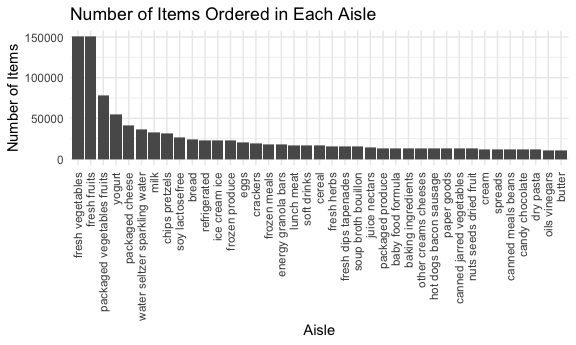 Number of Items Ordered in Each Aisle
Number of Items
150000
100000
50000
0
fresh vegetables
fresh fruits
packaged vegetables fruits
yogurt
packaged cheese
water seltzer sparkling water
milk
chips pretzels
soy lactosefree
bread
refrigerated
ice cream ice
frozen produce
eggs
crackers
frozen meals
energy granola bars
lunch meat
soft drinks
cereal
fresh herbs
fresh dips tapenades
soup broth bouillon
juice nectars
packaged produce
baby food formula
baking ingredients
other creams cheeses
hot dogs bacon sausage
paper goods
canned jarred vegetables
nuts seeds dried fruit
cream
spreads
canned meals beans
candy chocolate
dry pasta
oils vinegars
butter
Aisle